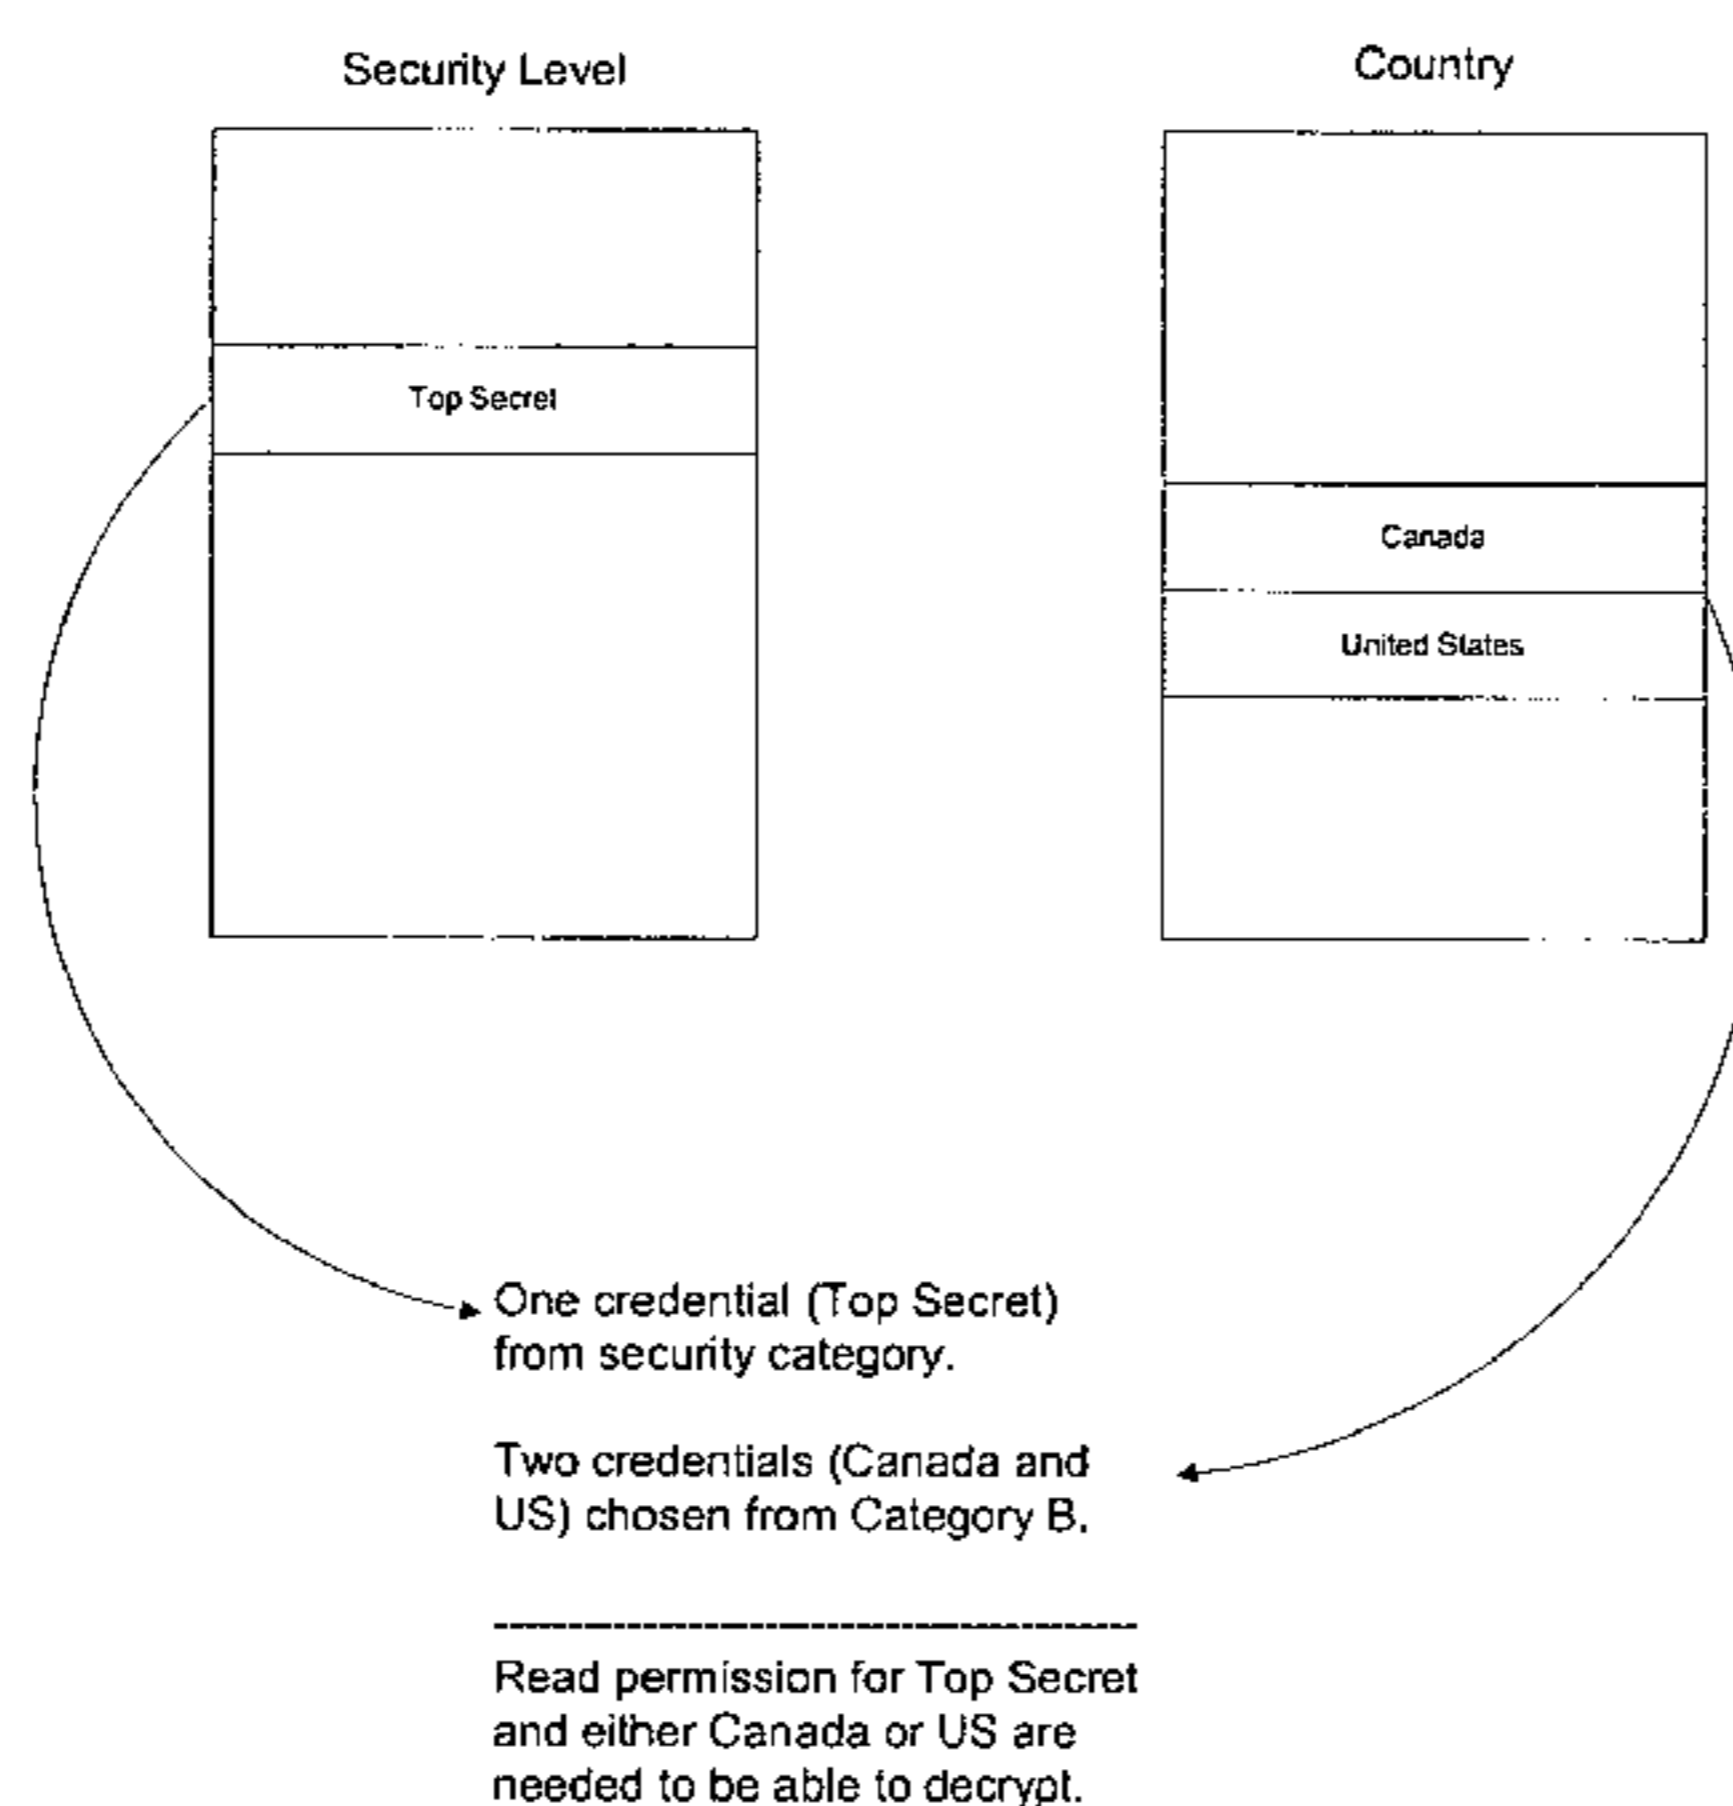 Security Level
Country
Top Secret
Canada
United States
One credential (Top Secret)
from security category.
Two credentials (Canada and
US) chosen from Category B.
Read permission for Top Secret
and either Canada or US are
needed to be able to decrypt.